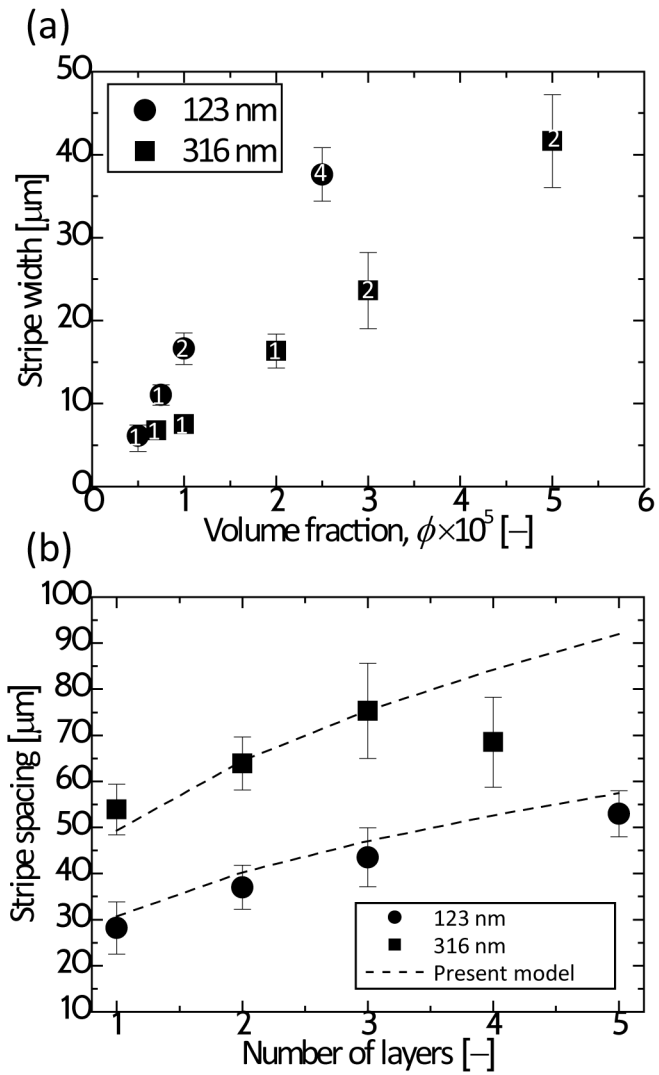 (a)
50
40
30
20
10
0
Stripe width [μm]
123 nm
316 nm
1
1
2
4
1
1
1
2
2
0 1 2 3 4 5 6
Volume fraction, ϕ×10⁵ [–]
(b)
100
90
80
70
60
50
40
30
20
10
Stripe spacing [μm]
123 nm
316 nm
Present model
1 2 3 4 5
Number of layers [–]